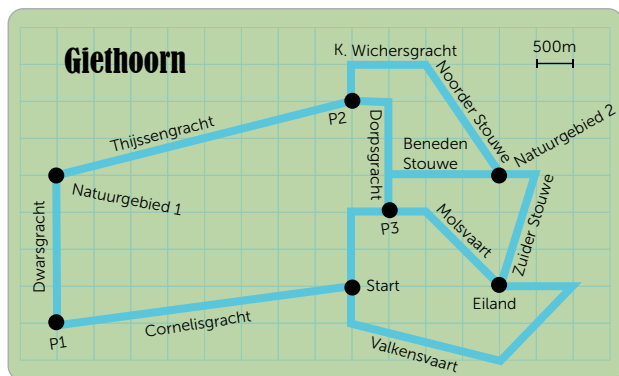 Giethoorn
K. Wichersgracht
500m
Noorder Stouwe
P2
Thijssengracht
Dorpsgracht
Beneden
Stouwe
Natuurgebied 2
Natuurgebied 1
Dwarsgracht
P3
Molsvaart
Zuider Stouwe
Start
Eiland
P1
Cornelisgracht
Valkensvaart